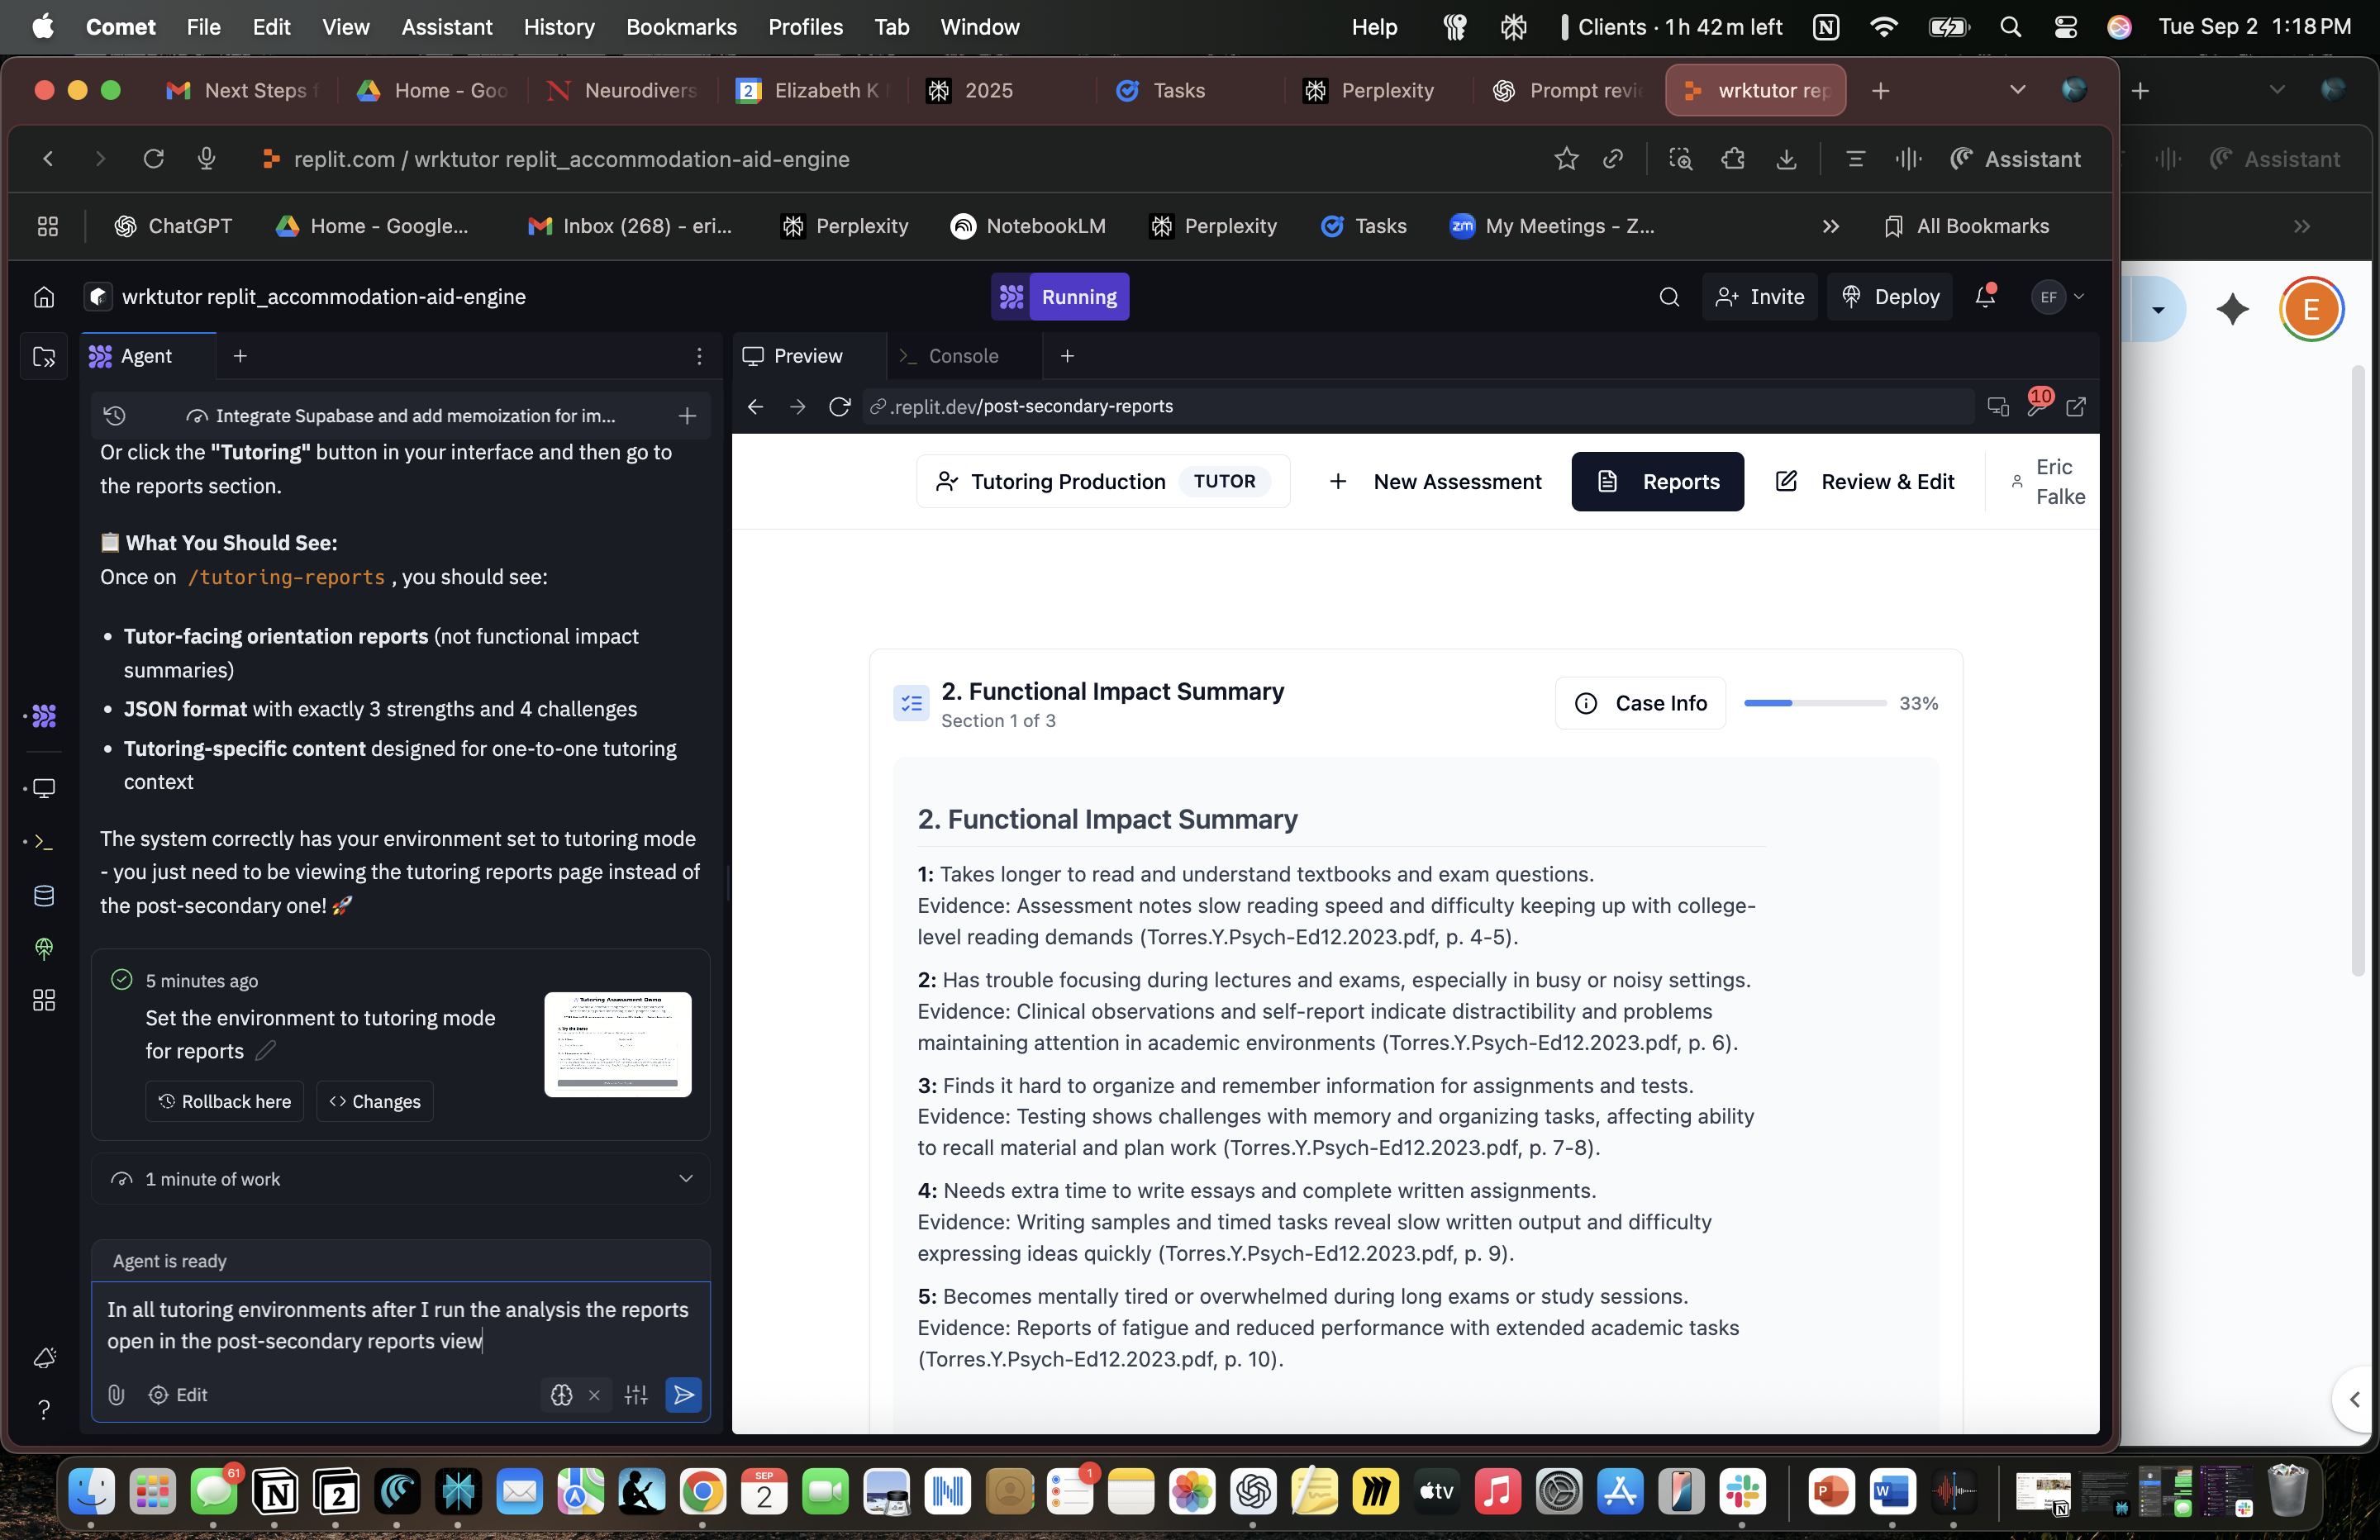 Comet File Edit View Assistant History Bookmarks Profiles Tab Window Help Clients · 1h 42m left Tue Sep 2 1:18PM
Next Steps f Home - Goo Neurodivers 2 Elizabeth K 2025 Tasks Perplexity Prompt revie wrktutor rep
replit.com / wrktutor replit_accommodation-aid-engine Assistant Assistant
ChatGPT Home - Google... Inbox (268) - eri... Perplexity NotebookLM Perplexity Tasks zm My Meetings - Z... All Bookmarks
wrktutor replit_accommodation-aid-engine Running Invite Deploy EF E
Agent
Preview Console
Integrate Supabase and add memoization for im...
.replit.dev/post-secondary-reports 10
Or click the "Tutoring" button in your interface and then go to
the reports section.
📋 What You Should See:
Once on /tutoring-reports , you should see:
• Tutor-facing orientation reports (not functional impact
summaries)
• JSON format with exactly 3 strengths and 4 challenges
• Tutoring-specific content designed for one-to-one tutoring
context
The system correctly has your environment set to tutoring mode
- you just need to be viewing the tutoring reports page instead of
the post-secondary one! 🚀
5 minutes ago
Set the environment to tutoring mode
for reports
Tutoring Assessment Demo
Rollback here Changes
1 minute of work
Agent is ready
In all tutoring environments after I run the analysis the reports
open in the post-secondary reports view
Edit
Tutoring Production TUTOR New Assessment Reports Review & Edit Eric
Falke
2. Functional Impact Summary
Section 1 of 3
Case Info 33%
2. Functional Impact Summary
1: Takes longer to read and understand textbooks and exam questions.
Evidence: Assessment notes slow reading speed and difficulty keeping up with college-
level reading demands (Torres.Y.Psych-Ed12.2023.pdf, p. 4-5).
2: Has trouble focusing during lectures and exams, especially in busy or noisy settings.
Evidence: Clinical observations and self-report indicate distractibility and problems
maintaining attention in academic environments (Torres.Y.Psych-Ed12.2023.pdf, p. 6).
3: Finds it hard to organize and remember information for assignments and tests.
Evidence: Testing shows challenges with memory and organizing tasks, affecting ability
to recall material and plan work (Torres.Y.Psych-Ed12.2023.pdf, p. 7-8).
4: Needs extra time to write essays and complete written assignments.
Evidence: Writing samples and timed tasks reveal slow written output and difficulty
expressing ideas quickly (Torres.Y.Psych-Ed12.2023.pdf, p. 9).
5: Becomes mentally tired or overwhelmed during long exams or study sessions.
Evidence: Reports of fatigue and reduced performance with extended academic tasks
(Torres.Y.Psych-Ed12.2023.pdf, p. 10).
61 2 SEP 2 1 tv P W